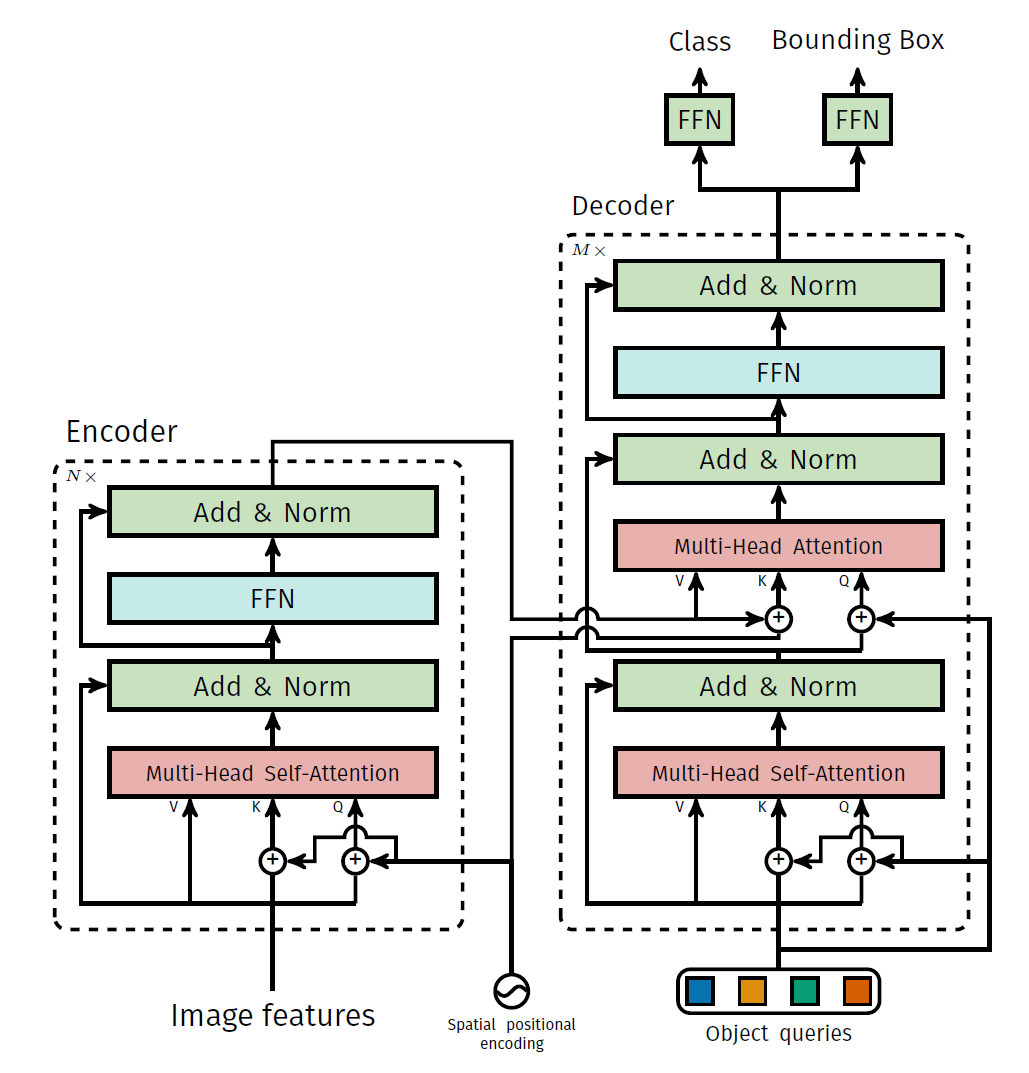 Class
Bounding Box
FFN
FFN
Decoder
M ×
Add & Norm
FFN
Add & Norm
Multi-Head Attention
V
K
Q
+
+
Add & Norm
Multi-Head Self-Attention
V
K
Q
+
+
Object queries
Encoder
N ×
Add & Norm
FFN
Add & Norm
Multi-Head Self-Attention
V
K
Q
+
+
Image features
Spatial positional
encoding